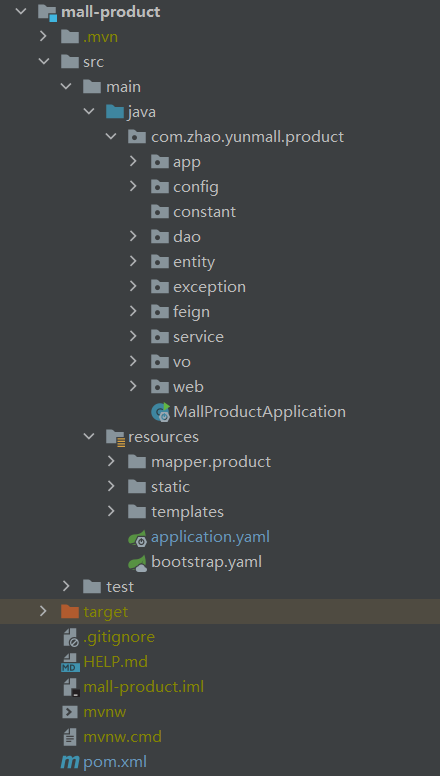 mall-product
.mvn
src
main
java
com.zhao.yunmall.product
app
config
constant
dao
entity
exception
feign
service
vo
web
MallProductApplication
resources
mapper.product
static
templates
application.yaml
bootstrap.yaml
test
target
.gitignore
HELP.md
mall-product.iml
mvnw
mvnw.cmd
pom.xml